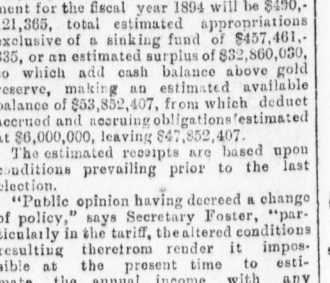 ment for the fiscal year 1894 will be $490,-
121,365, total estimated appropriations
exclusive of a sinking fund of $457,461,-
335, or an estimated surplus of $32,860,030,
to which add cash balance above gold
reserve, making an estimated available
balance of $53,852,407, from which deduct
accrued and accruing obligations estimated
at $6,000,000, leaving $47,852,407.
The estimated receipts are based upon
conditions prevailing prior to the last
election.
"Public opinion having decreed a change
of policy," says Secretary Foster, "par-
ticularly in the tariff, the altered conditions
resulting therefrom render it impos-
sible at the present time to esti-
mate the annual income with any